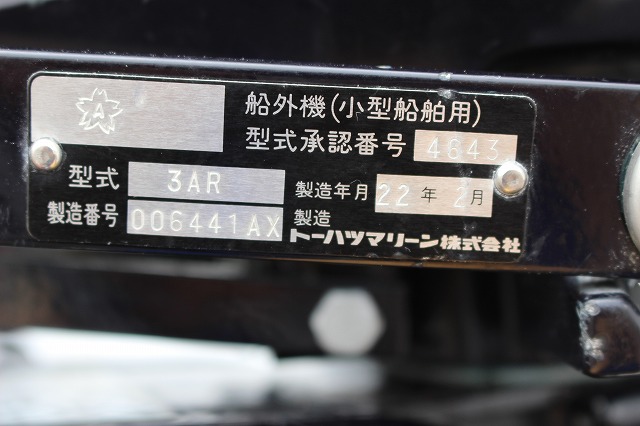 A
船外機(小型船舶用)
型式承認番号 4643
型式 3AR
製造年月 22年 2月
製造番号 006441AX
製造
トーハツマリーン株式会社